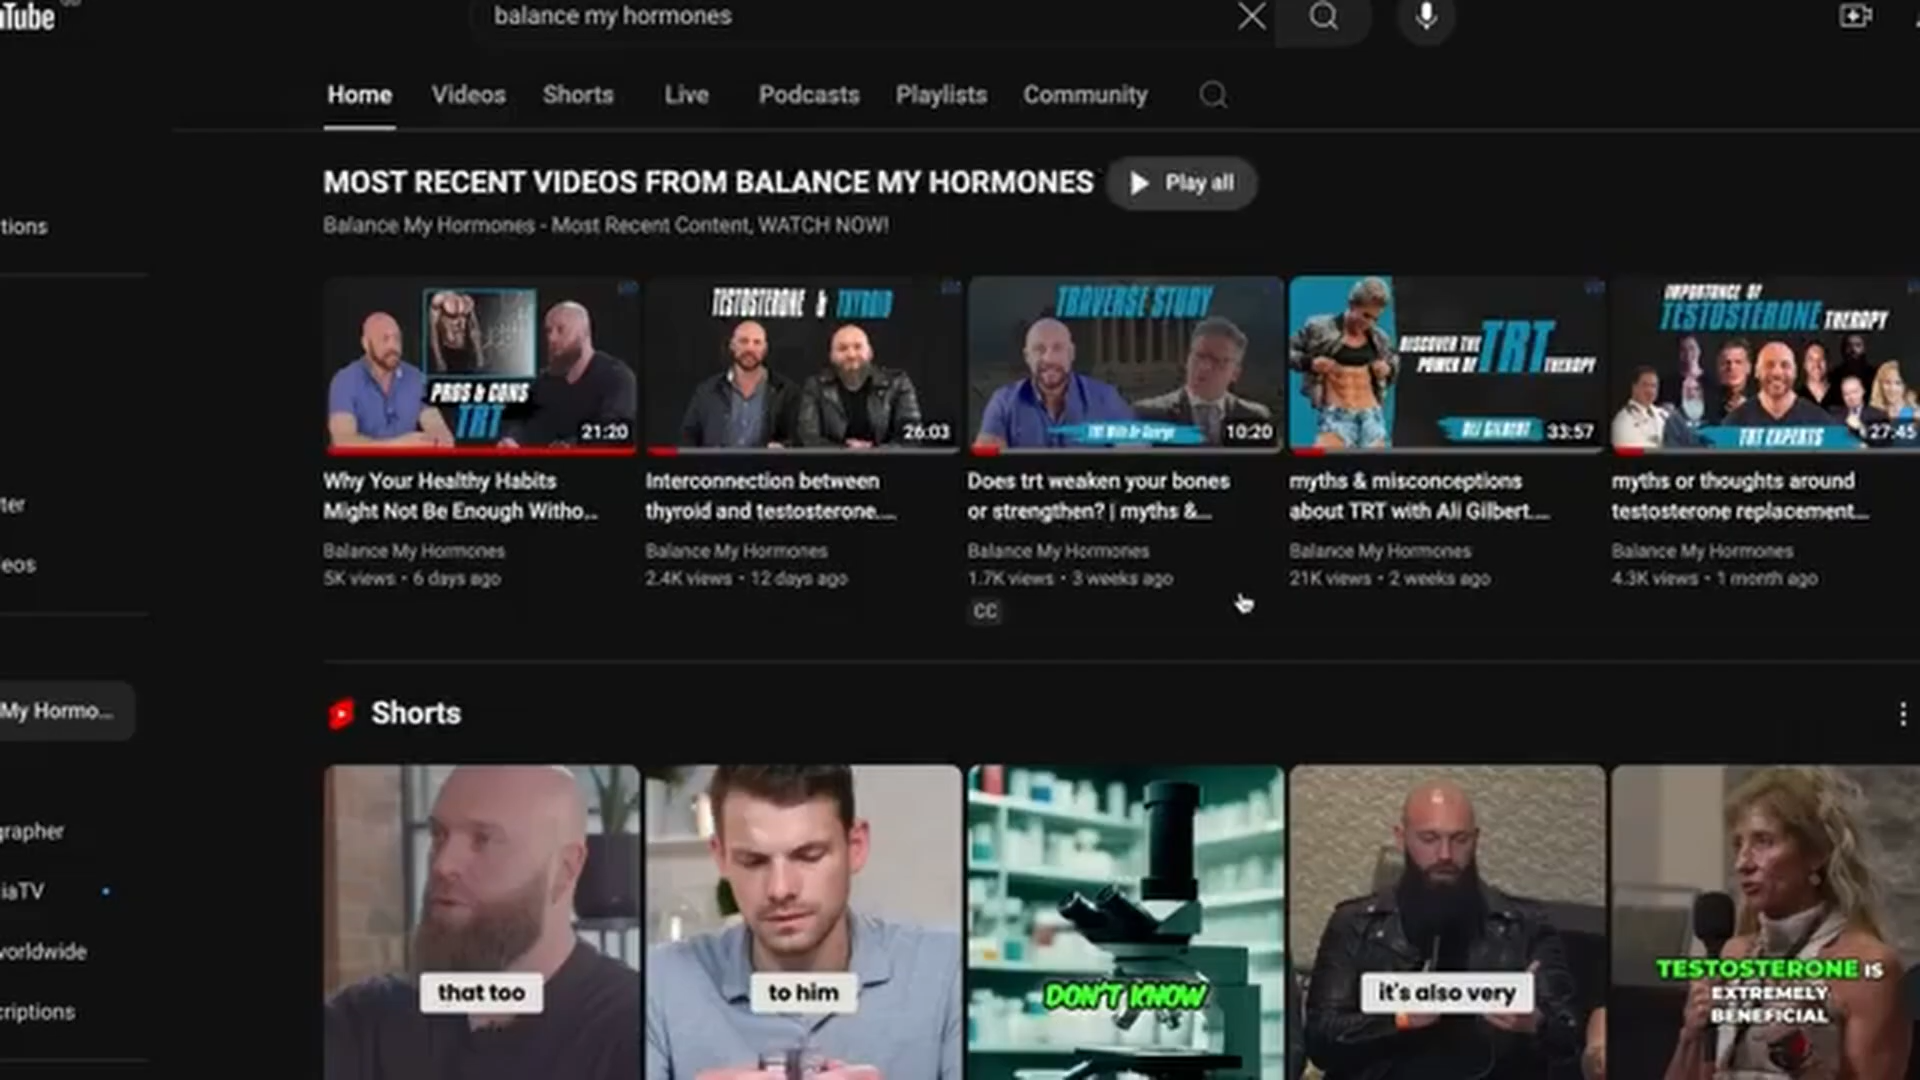 balance my hormones
Home Videos Shorts Live Podcasts Playlists Community
MOST RECENT VIDEOS FROM BALANCE MY HORMONES Play all
Balance My Hormones - Most Recent Content, WATCH NOW!
PROS & CONS
TRT
21:20
TESTOSTERONE & THYROID
26:03
TRAVERSE STUDY
TRT With Dr George
10:20
DISCOVER THE
POWER OF TRT THERAPY
ALI GILBERT
33:57
IMPORTANCE OF
TESTOSTERONE THERAPY
TRT EXPERTS
27:45
Why Your Healthy Habits
Might Not Be Enough Witho...
Balance My Hormones
5K views • 6 days ago
Interconnection between
thyroid and testosterone....
Balance My Hormones
2.4K views • 12 days ago
Does trt weaken your bones
or strengthen? | myths &...
Balance My Hormones
1.7K views • 3 weeks ago
CC
myths & misconceptions
about TRT with Ali Gilbert....
Balance My Hormones
21K views • 2 weeks ago
myths or thoughts around
testosterone replacement...
Balance My Hormones
4.3K views • 1 month ago
My Hormo...
Shorts
that too
to him
DON'T KNOW
it's also very
TESTOSTERONE IS
EXTREMELY
BENEFICIAL
tions
ter
eos
grapher
iaTV
worldwide
criptions
Tube